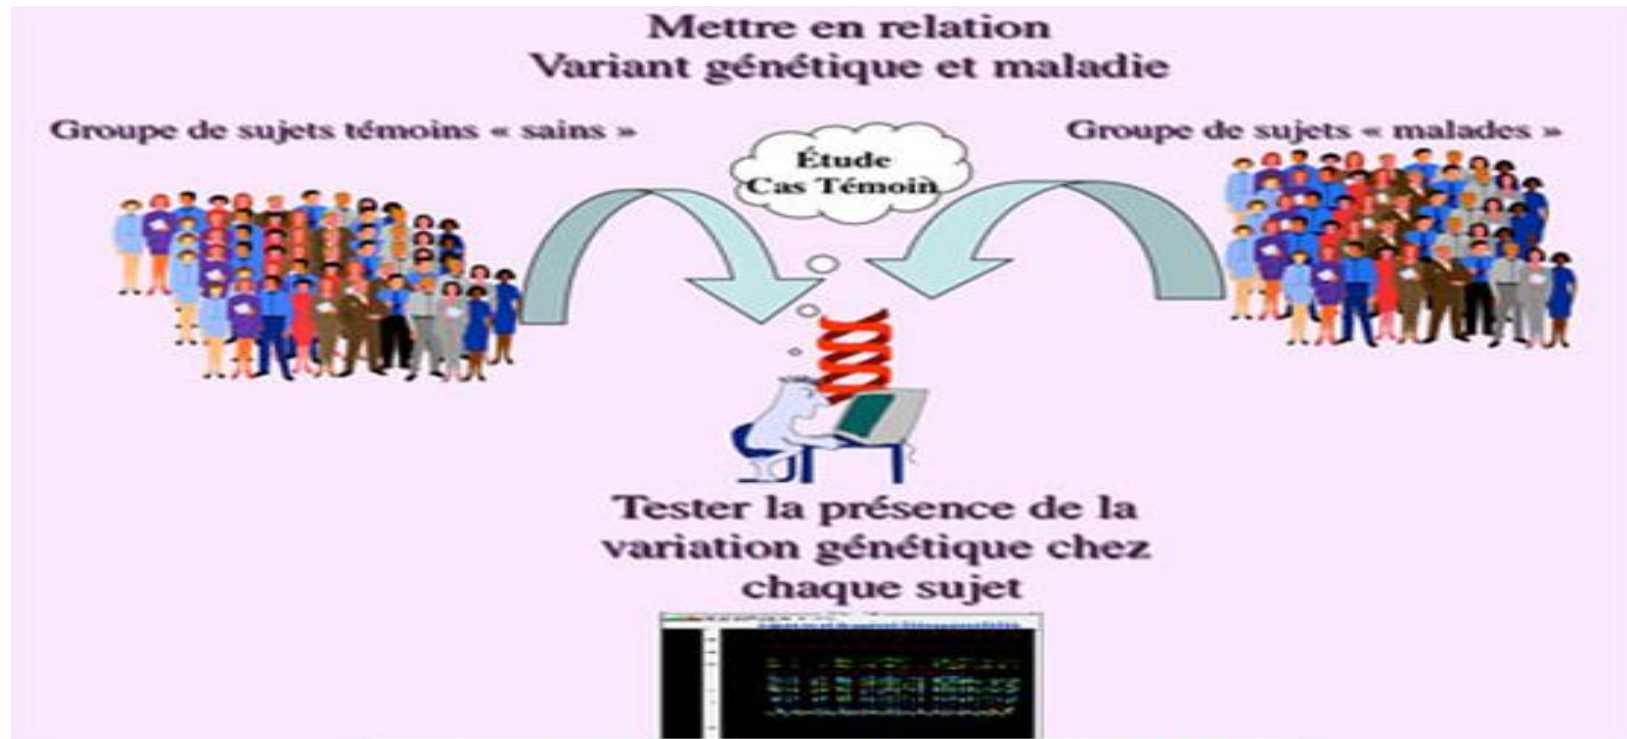 Mettre en relation
Variant génétique et maladie
Groupe de sujets témoins « sains »
Groupe de sujets « malades »
Étude
Cas Témoin
Tester la présence de la
variation génétique chez
chaque sujet